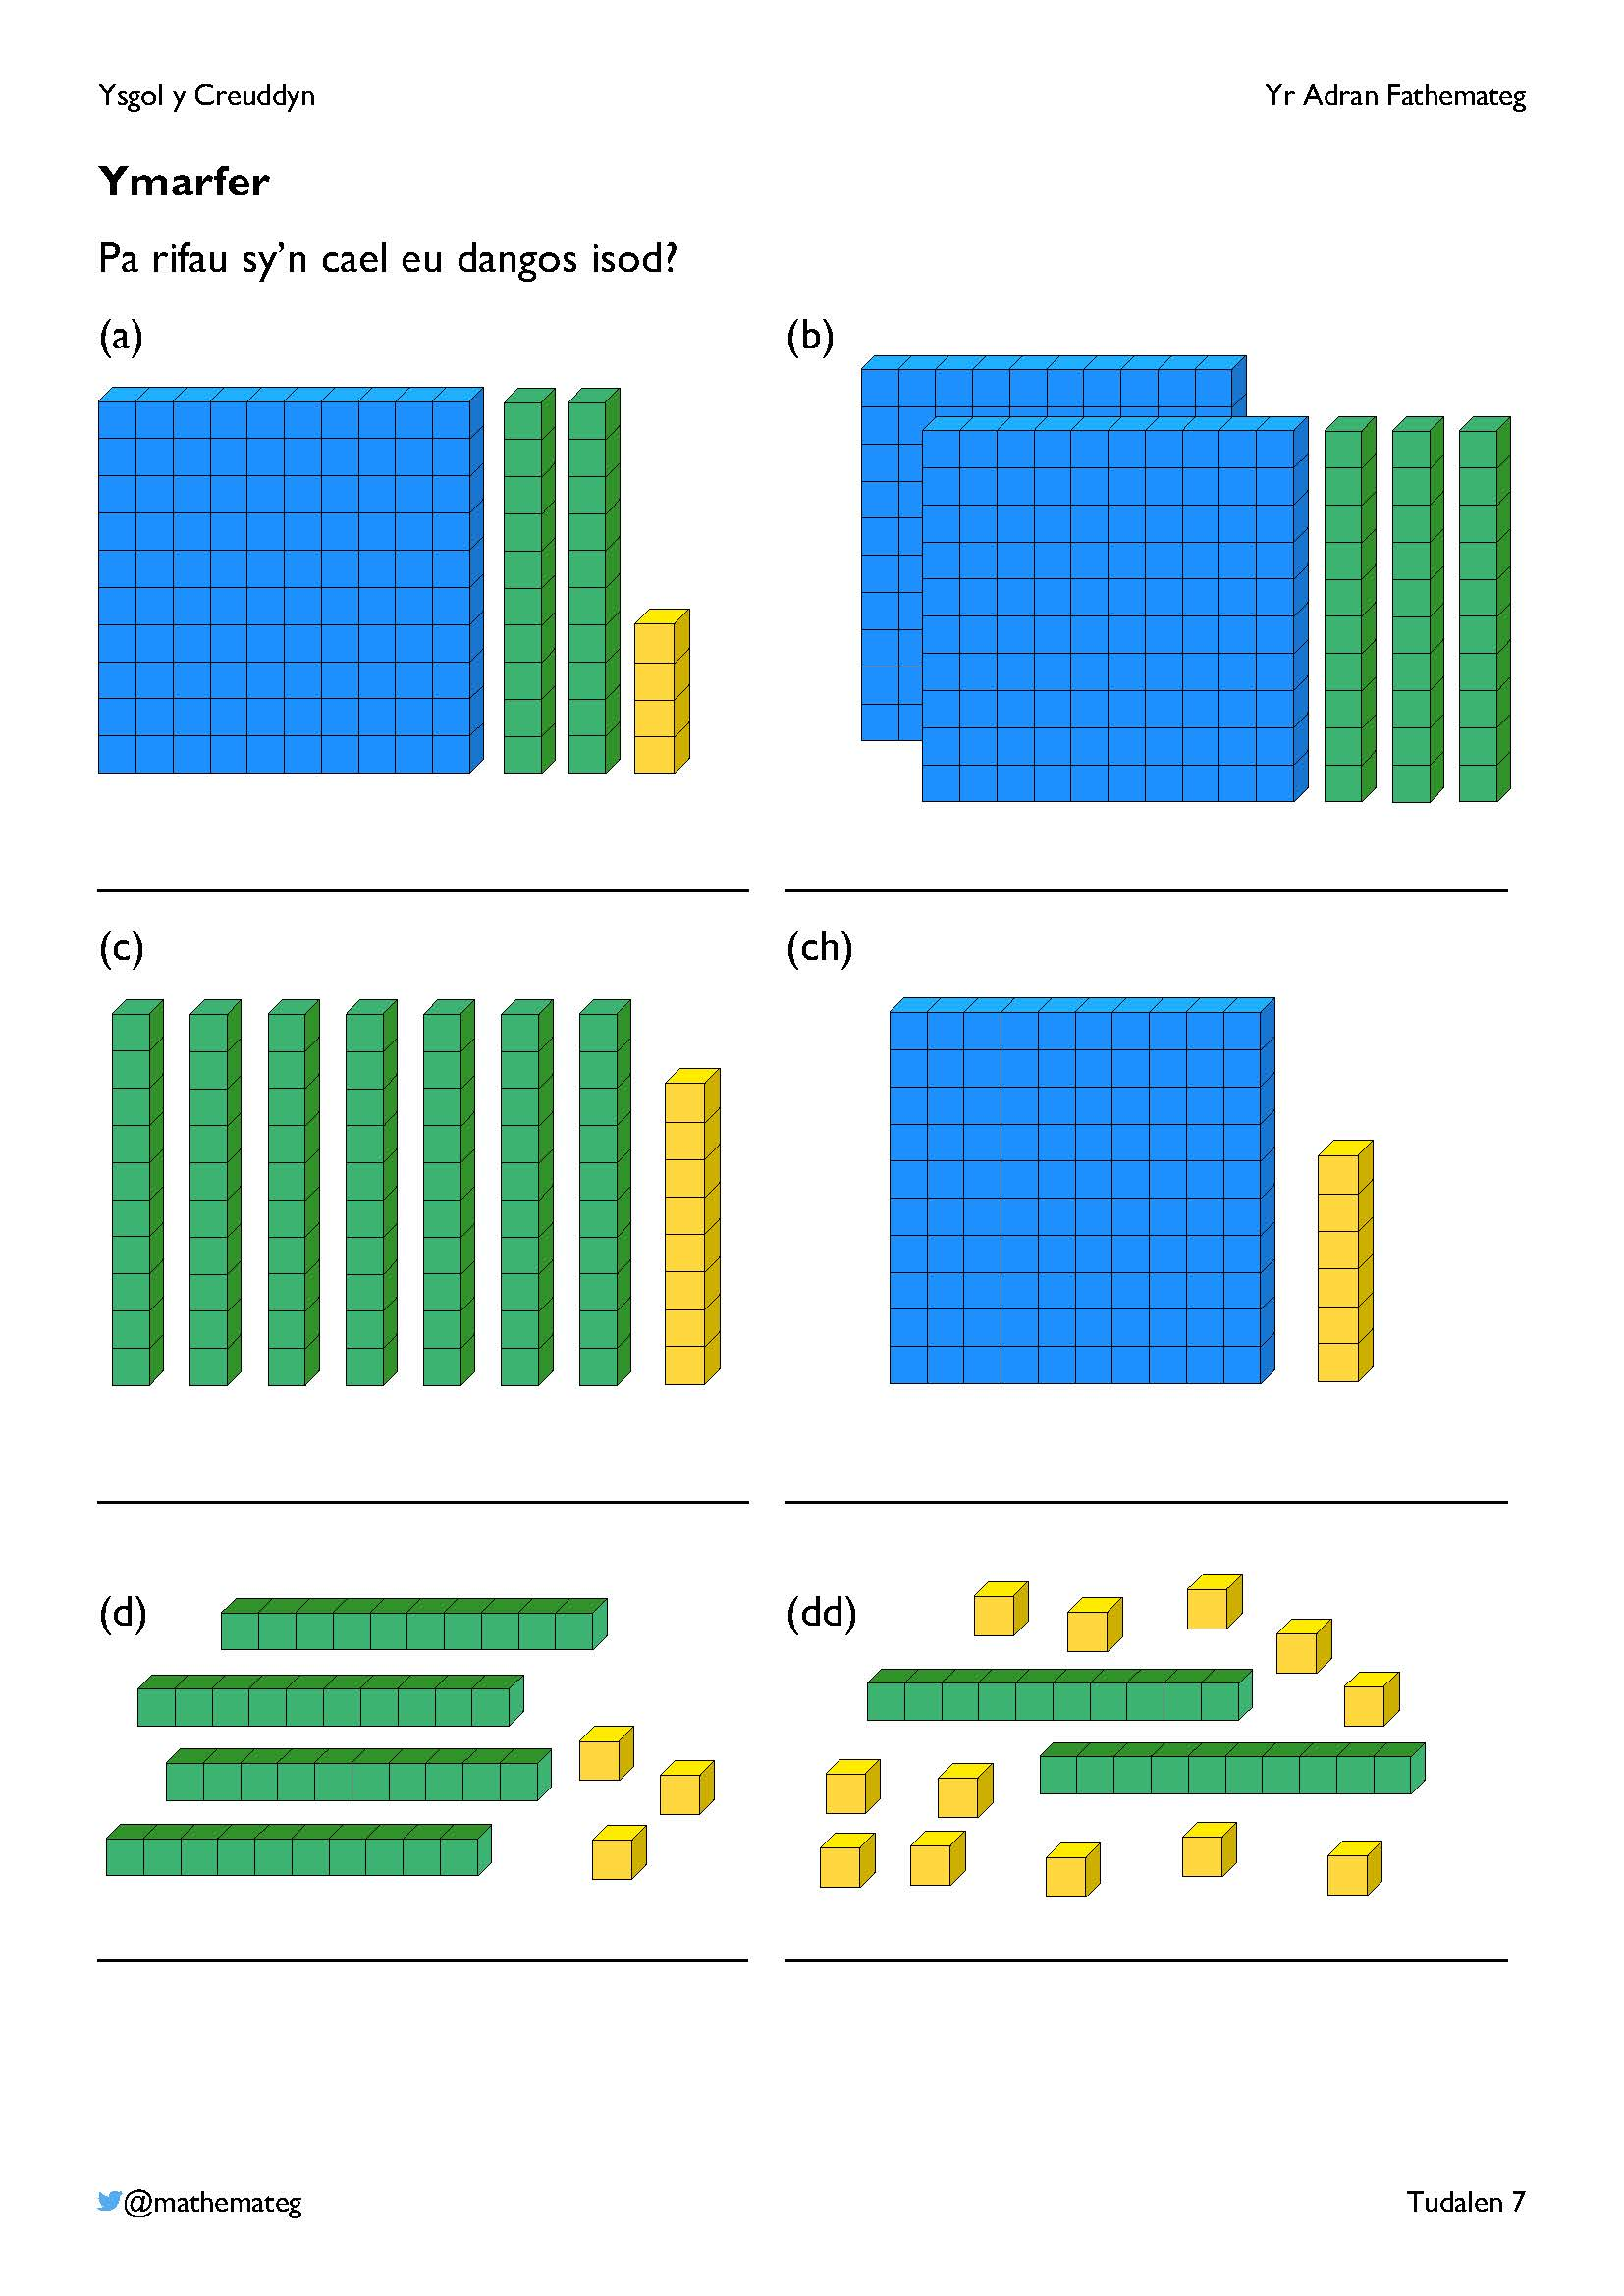 Ysgol y Creuddyn
Yr Adran Fathemateg
Ymarfer
Pa rifau sy’n cael eu dangos isod?
(a)
(b)
(c)
(ch)
(d)
(dd)
@mathemateg
Tudalen 7